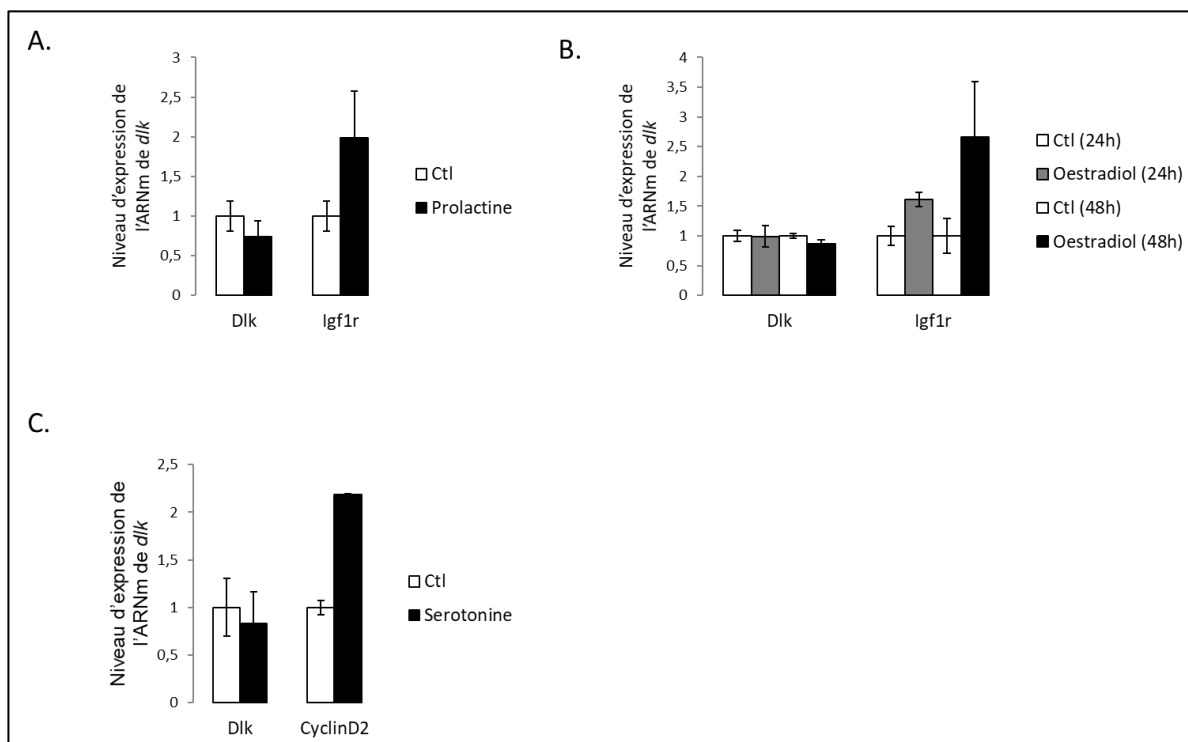 A.
Niveau d'expression de
l'ARNm de dlk
3
2,5
2
1,5
1
0,5
0
Dlk
Igf1r
Ctl
Prolactine
B.
Niveau d'expression de
l'ARNm de dlk
4
3,5
3
2,5
2
1,5
1
0,5
0
Dlk
Igf1r
Ctl (24h)
Oestradiol (24h)
Ctl (48h)
Oestradiol (48h)
C.
Niveau d'expression de
l'ARNm de dlk
2,5
2
1,5
1
0,5
0
Dlk
CyclinD2
Ctl
Serotonine